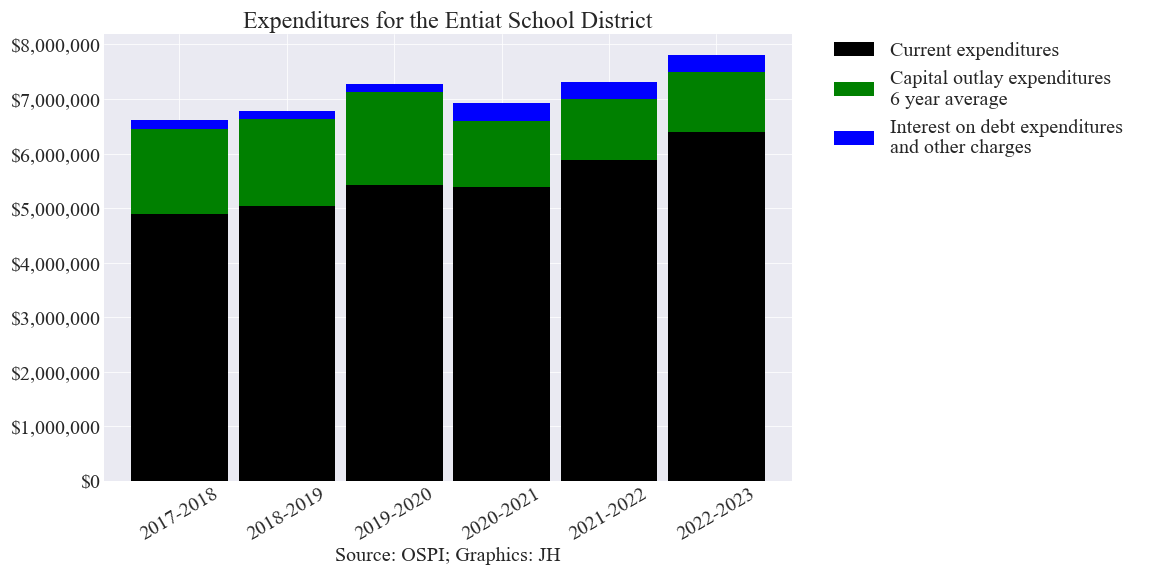 Expenditures for the Entiat School District
$8,000,000
$7,000,000
$6,000,000
$5,000,000
$4,000,000
$3,000,000
$2,000,000
$1,000,000
$0
2017-2018
2018-2019
2019-2020
2020-2021
2021-2022
2022-2023
Source: OSPI; Graphics: JH
Current expenditures
Capital outlay expenditures
6 year average
Interest on debt expenditures
and other charges